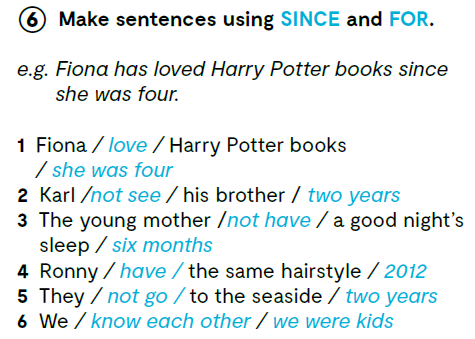 6 Make sentences using SINCE and FOR.
e.g. Fiona has loved Harry Potter books since
she was four.
1 Fiona / love / Harry Potter books
/ she was four
2 Karl /not see / his brother / two years
3 The young mother /not have / a good night's
sleep / six months
4 Ronny / have / the same hairstyle / 2012
5 They / not go / to the seaside / two years
6 We / know each other / we were kids